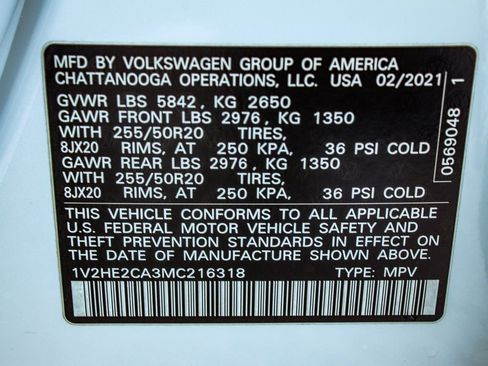 MFD BY VOLKSWAGEN GROUP OF AMERICA
CHATTANOOGA OPERATIONS, LLC. USA 02/2021
GVWR LBS 5842, KG 2650
GAWR FRONT LBS 2976, KG 1350
WITH 255/50R20 TIRES,
8JX20 RIMS, AT 250 KPA, 36 PSI COLD
GAWR REAR LBS 2976, KG 1350
WITH 255/50R20 TIRES,
8JX20 RIMS, AT 250 KPA, 36 PSI COLD
THIS VEHICLE CONFORMS TO ALL APPLICABLE
U.S. FEDERAL MOTOR VEHICLE SAFETY AND
THEFT PREVENTION STANDARDS IN EFFECT ON
THE DATE OF MANUFACTURE SHOWN ABOVE.
1V2HE2CA3MC216318 TYPE: MPV
0569048 1